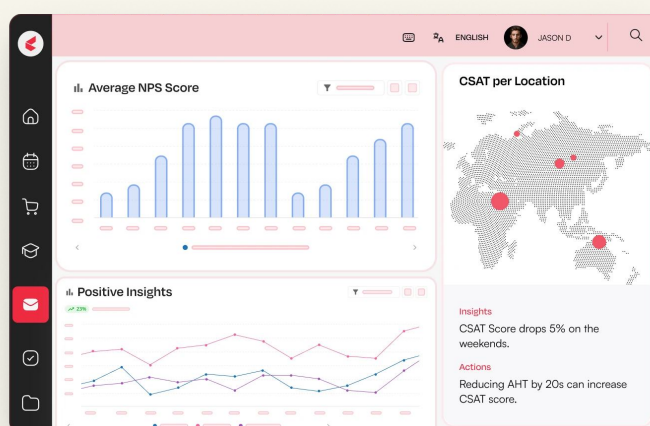 ENGLISH
JASON D
Average NPS Score
CSAT per Location
Positive Insights
22%
Insights
CSAT Score drops 5% on the
weekends.
Actions
Reducing AHT by 20s can increase
CSAT score.